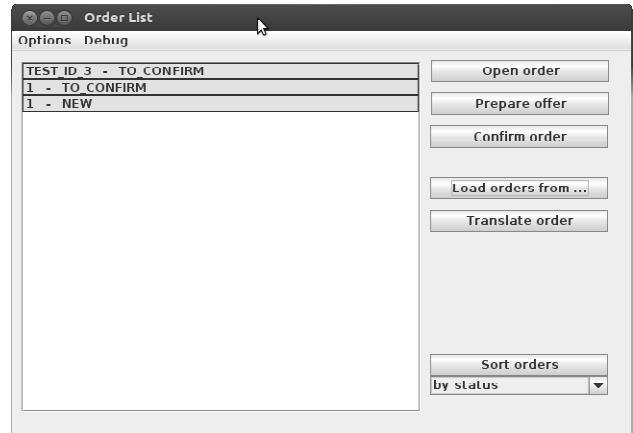 Order List
Options Debug
TEST_ID_3 - TO_CONFIRM
1 - TO_CONFIRM
1 - NEW
Open order
Prepare offer
Confirm order
Load orders from ...
Translate order
Sort orders
by status